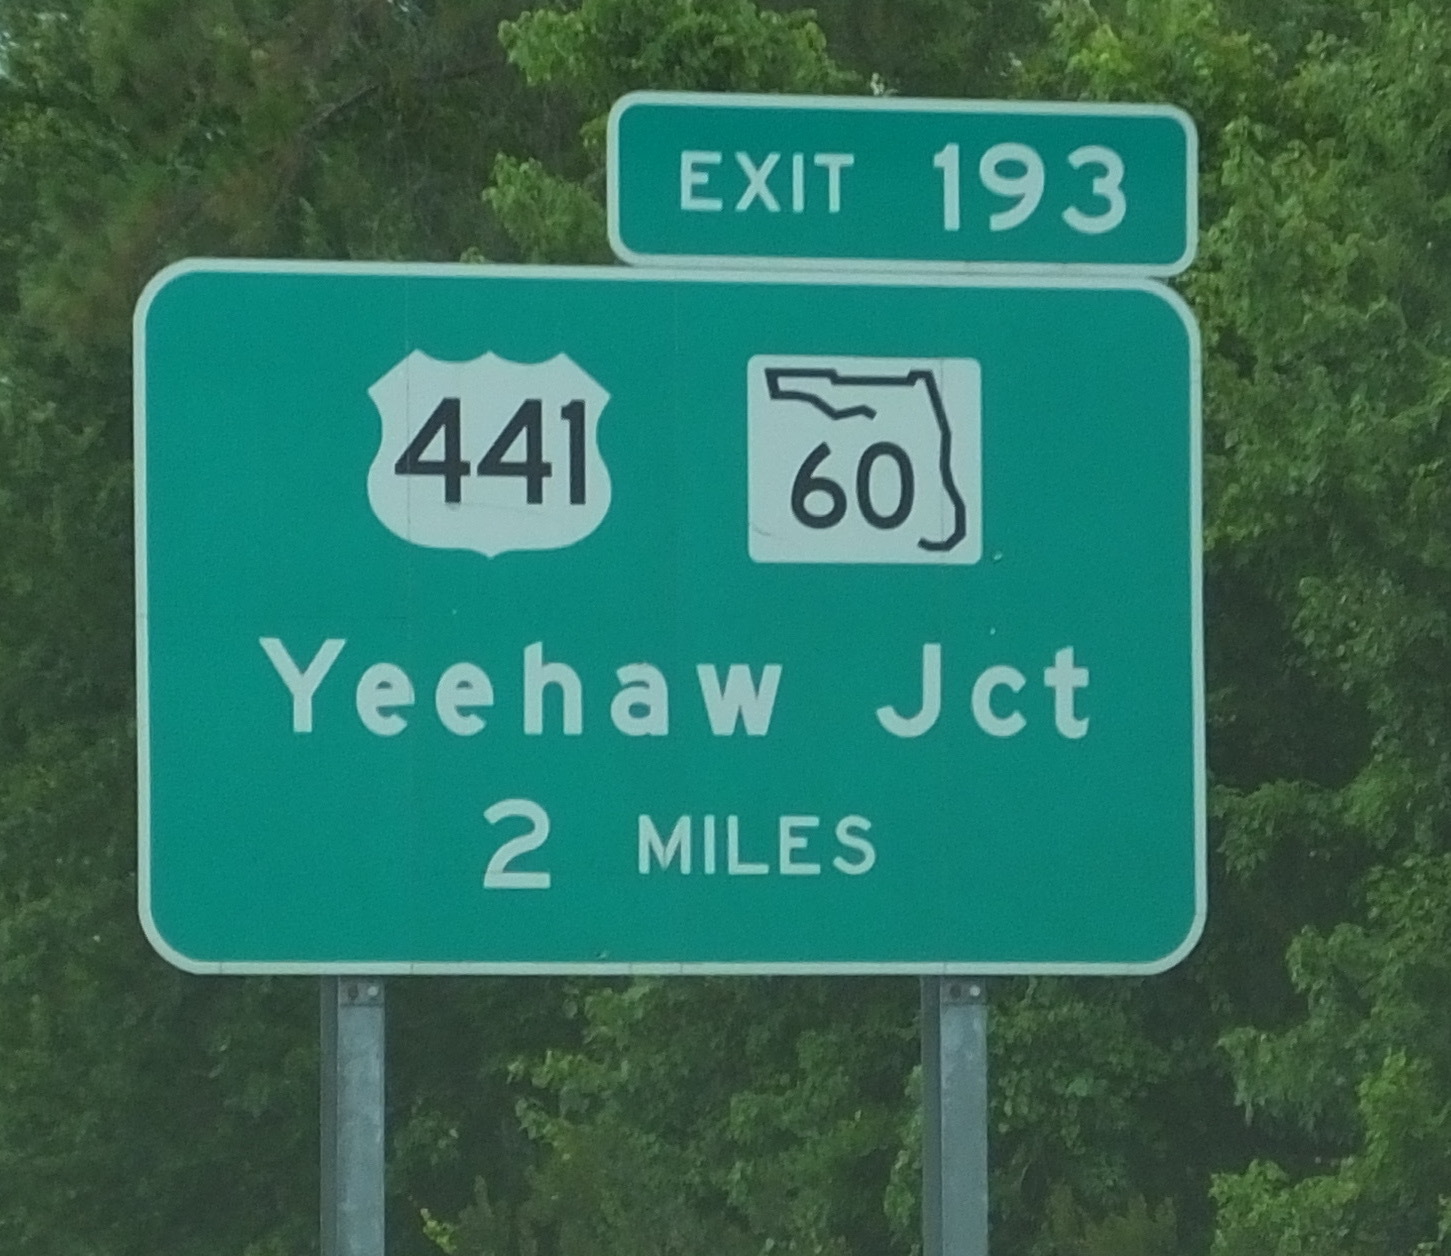 EXIT 193
441 60
Yeehaw Jct
2 MILES